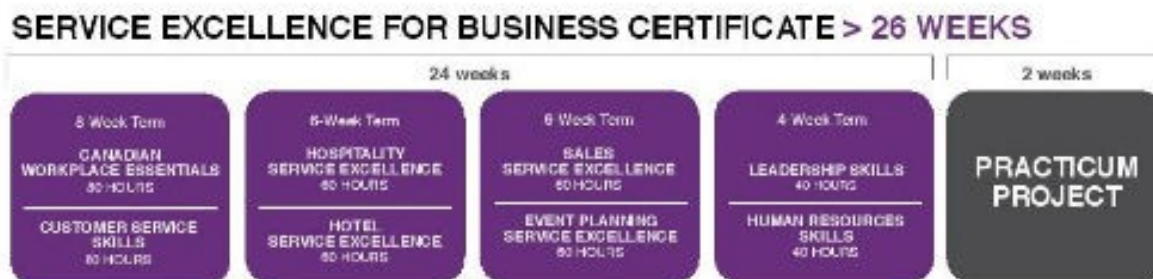 SERVICE EXCELLENCE FOR BUSINESS CERTIFICATE > 26 WEEKS
24 weeks
2 weeks
8 Week Term
CANADIAN
WORKPLACE ESSENTIALS
80 HOURS
CUSTOMER SERVICE
SKILLS
80 HOURS
6-Week Term
HOSPITALITY
SERVICE EXCELLENCE
60 HOURS
HOTEL
SERVICE EXCELLENCE
60 HOURS
6-Week Term
SALES
SERVICE EXCELLENCE
60 HOURS
EVENT PLANNING
SERVICE EXCELLENCE
60 HOURS
4-Week Term
LEADERSHIP SKILLS
40 HOURS
HUMAN RESOURCES
SKILLS
40 HOURS
PRACTICUM
PROJECT